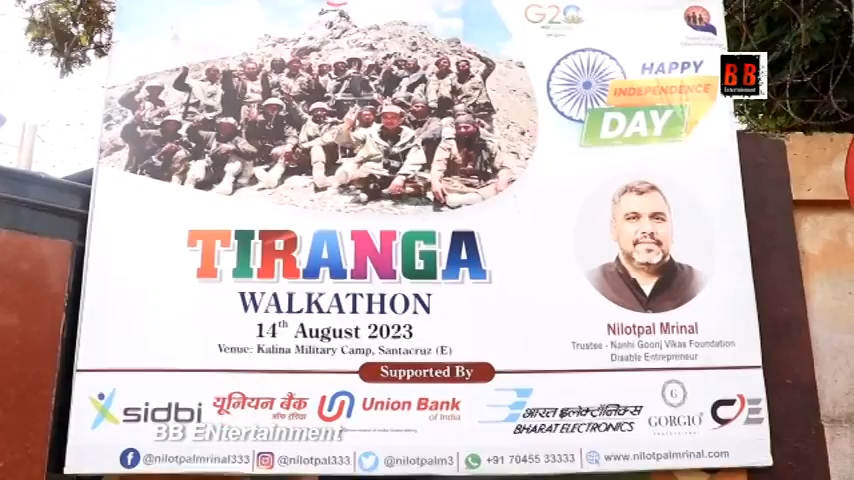 G20
HAPPY
INDEPENDENCE
DAY
BB
TIRANGA
WALKATHON
14th August 2023
Venue: Kalina Military Camp, Santacruz (E)
Nilotpal Mrinal
Trustee - Nanhi Goonj Vikas Foundation
Disable Entrepreneur
Supported By
sidbi
यूनियन बैंक
ऑफ इंडिया
Union Bank
of India
भारत इलेक्ट्रॉनिक्स
BHARAT ELECTRONICS
G
GORGIO
PROFESSIONAL
BB ENtertainment
@nilotpalmrinal333
@nilotpal333
@nilotpalm3
+91 70455 33333
www.nilotpalmrinal.com